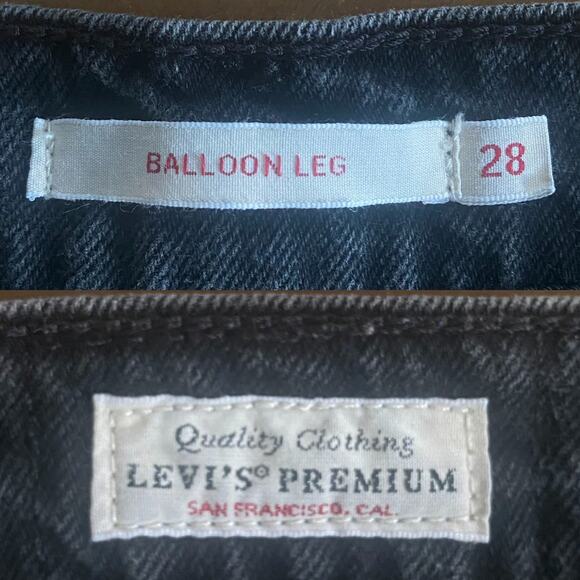 BALLOON LEG 28
Quality Clothing
LEVI'S® PREMIUM
SAN FRANCISCO, CAL.